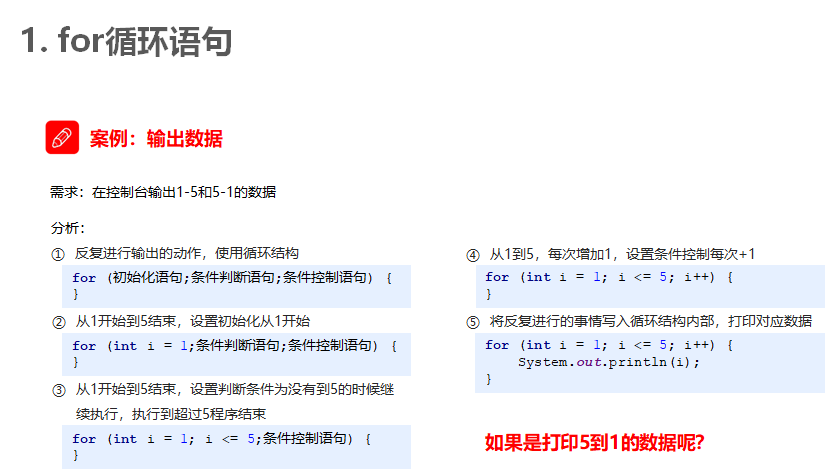 1. for循环语句
案例：输出数据
需求：在控制台输出1-5和5-1的数据
分析：
① 反复进行输出的动作，使用循环结构
for (初始化语句;条件判断语句;条件控制语句) {
}
② 从1开始到5结束，设置初始化从1开始
for (int i = 1;条件判断语句;条件控制语句) {
}
③ 从1开始到5结束，设置判断条件为没有到5的时候继
续执行，执行到超过5程序结束
for (int i = 1; i <= 5;条件控制语句) {
}
④ 从1到5，每次增加1，设置条件控制每次+1
for (int i = 1; i <= 5; i++) {
}
⑤ 将反复进行的事情写入循环结构内部，打印对应数据
for (int i = 1; i <= 5; i++) {
System.out.println(i);
}
如果是打印5到1的数据呢?